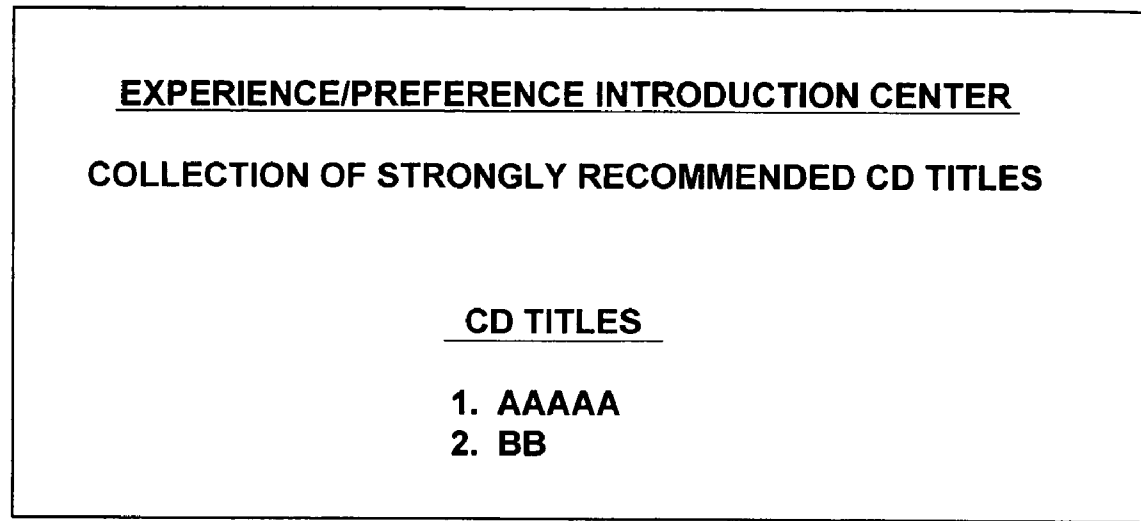 EXPERIENCE/PREFERENCE INTRODUCTION CENTER
COLLECTION OF STRONGLY RECOMMENDED CD TITLES
CD TITLES
1. AAAAA
2. BB